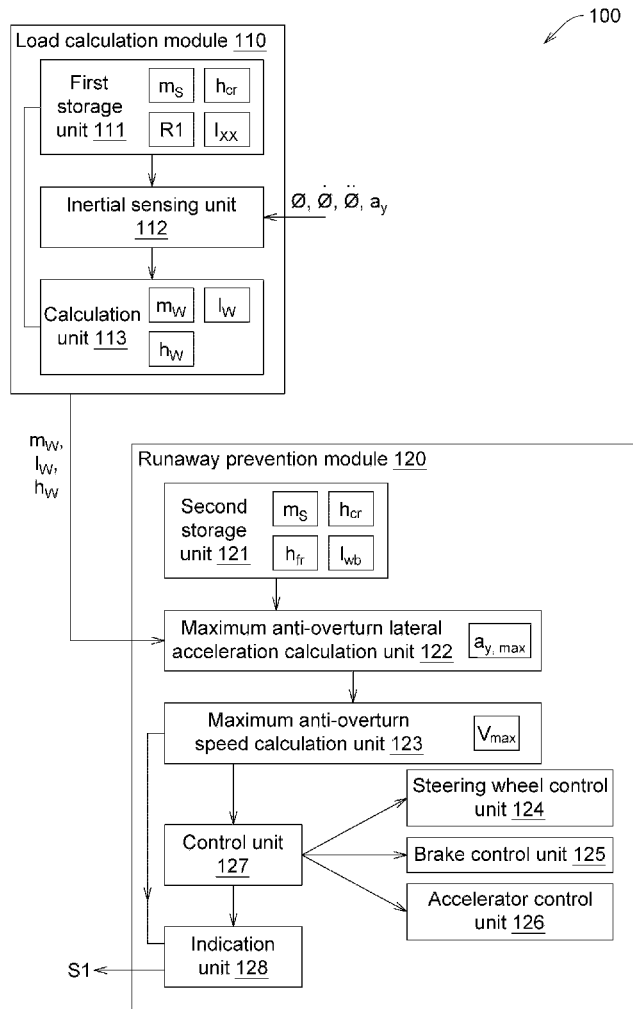 100
Load calculation module 110
First
storage
unit 111
m_S
h_cr
R1
I_XX
Inertial sensing unit
112
Ø, Ø̇, Ø̈, a_y
Calculation
unit 113
m_W
l_W
h_W
m_W,
l_W,
h_W
Runaway prevention module 120
Second
storage
unit 121
m_S
h_cr
h_fr
l_wb
Maximum anti-overturn lateral
acceleration calculation unit 122
a_y, max
Maximum anti-overturn
speed calculation unit 123
V_max
Steering wheel control
unit 124
Control unit
127
Brake control unit 125
Accelerator control
unit 126
Indication
unit 128
S1